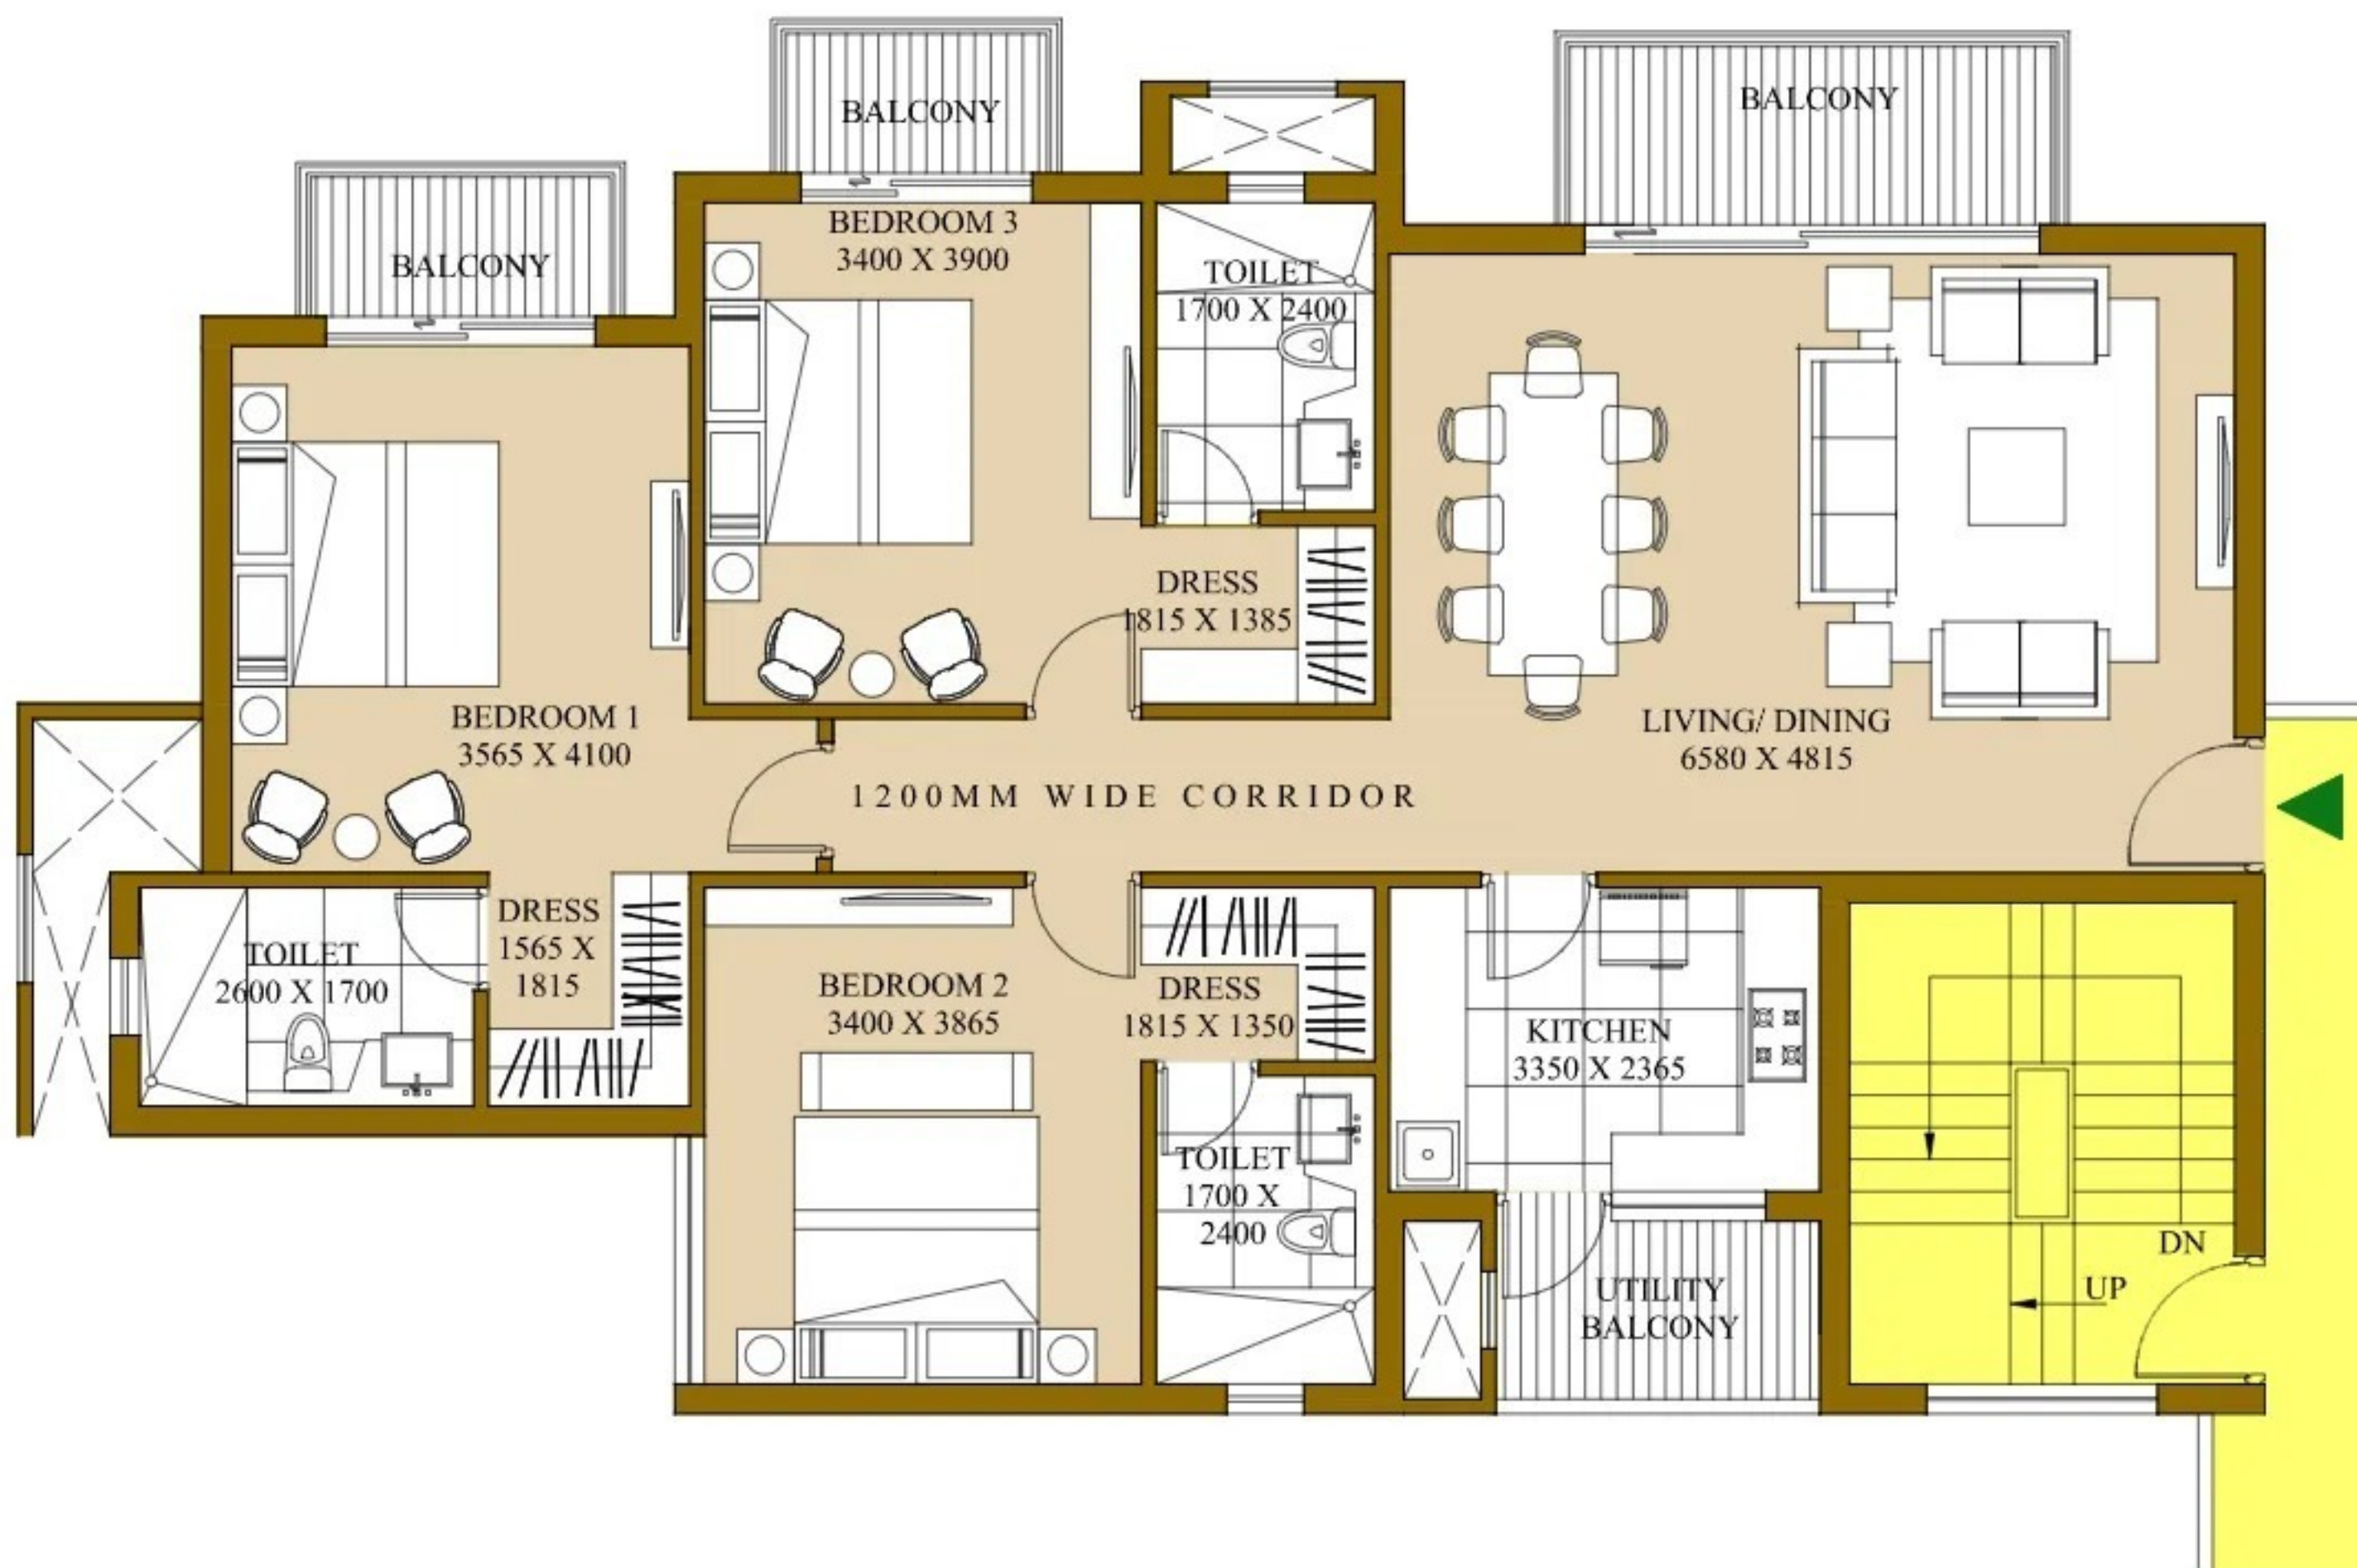 BALCONY
BALCONY
BALCONY
BEDROOM 3
3400 X 3900
TOILET
1700 X 2400
DRESS
1815 X 1385
BEDROOM 1
3565 X 4100
LIVING/ DINING
6580 X 4815
1200MM WIDE CORRIDOR
TOILET
2600 X 1700
DRESS
1565 X
1815
BEDROOM 2
3400 X 3865
DRESS
1815 X 1350
KITCHEN
3350 X 2365
TOILET
1700 X
2400
UTILITY
BALCONY
DN
UP